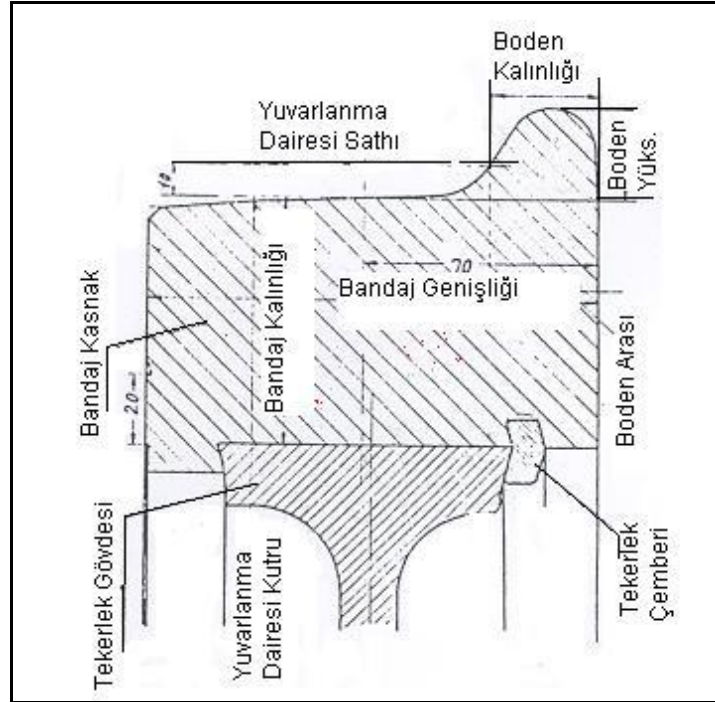 Boden
Kalınlığı
Yuvarlanma
Dairesi Sathı
Boden
Yüks.
10
70
Bandaj Genişliği
Bandaj Kalınlığı
Bandaj Kasnak
20
Boden Arası
Tekerlek Gövdesi
Yuvarlanma
Dairesi Kutru
Tekerlek
Çemberi